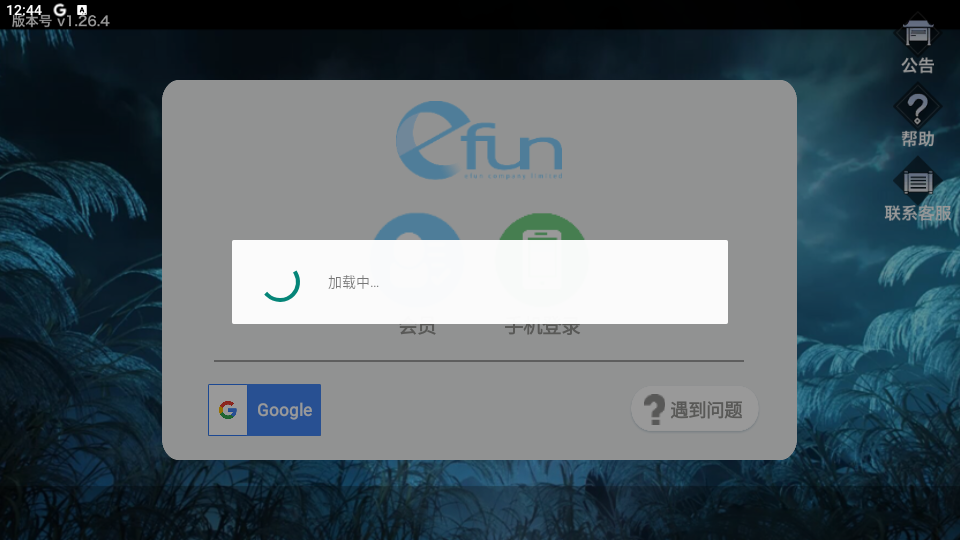 12:44
版本号 v1.26.4
公告
帮助
联系客服
efun
efun company limited
加载中...
会员
手机登录
Google
遇到问题